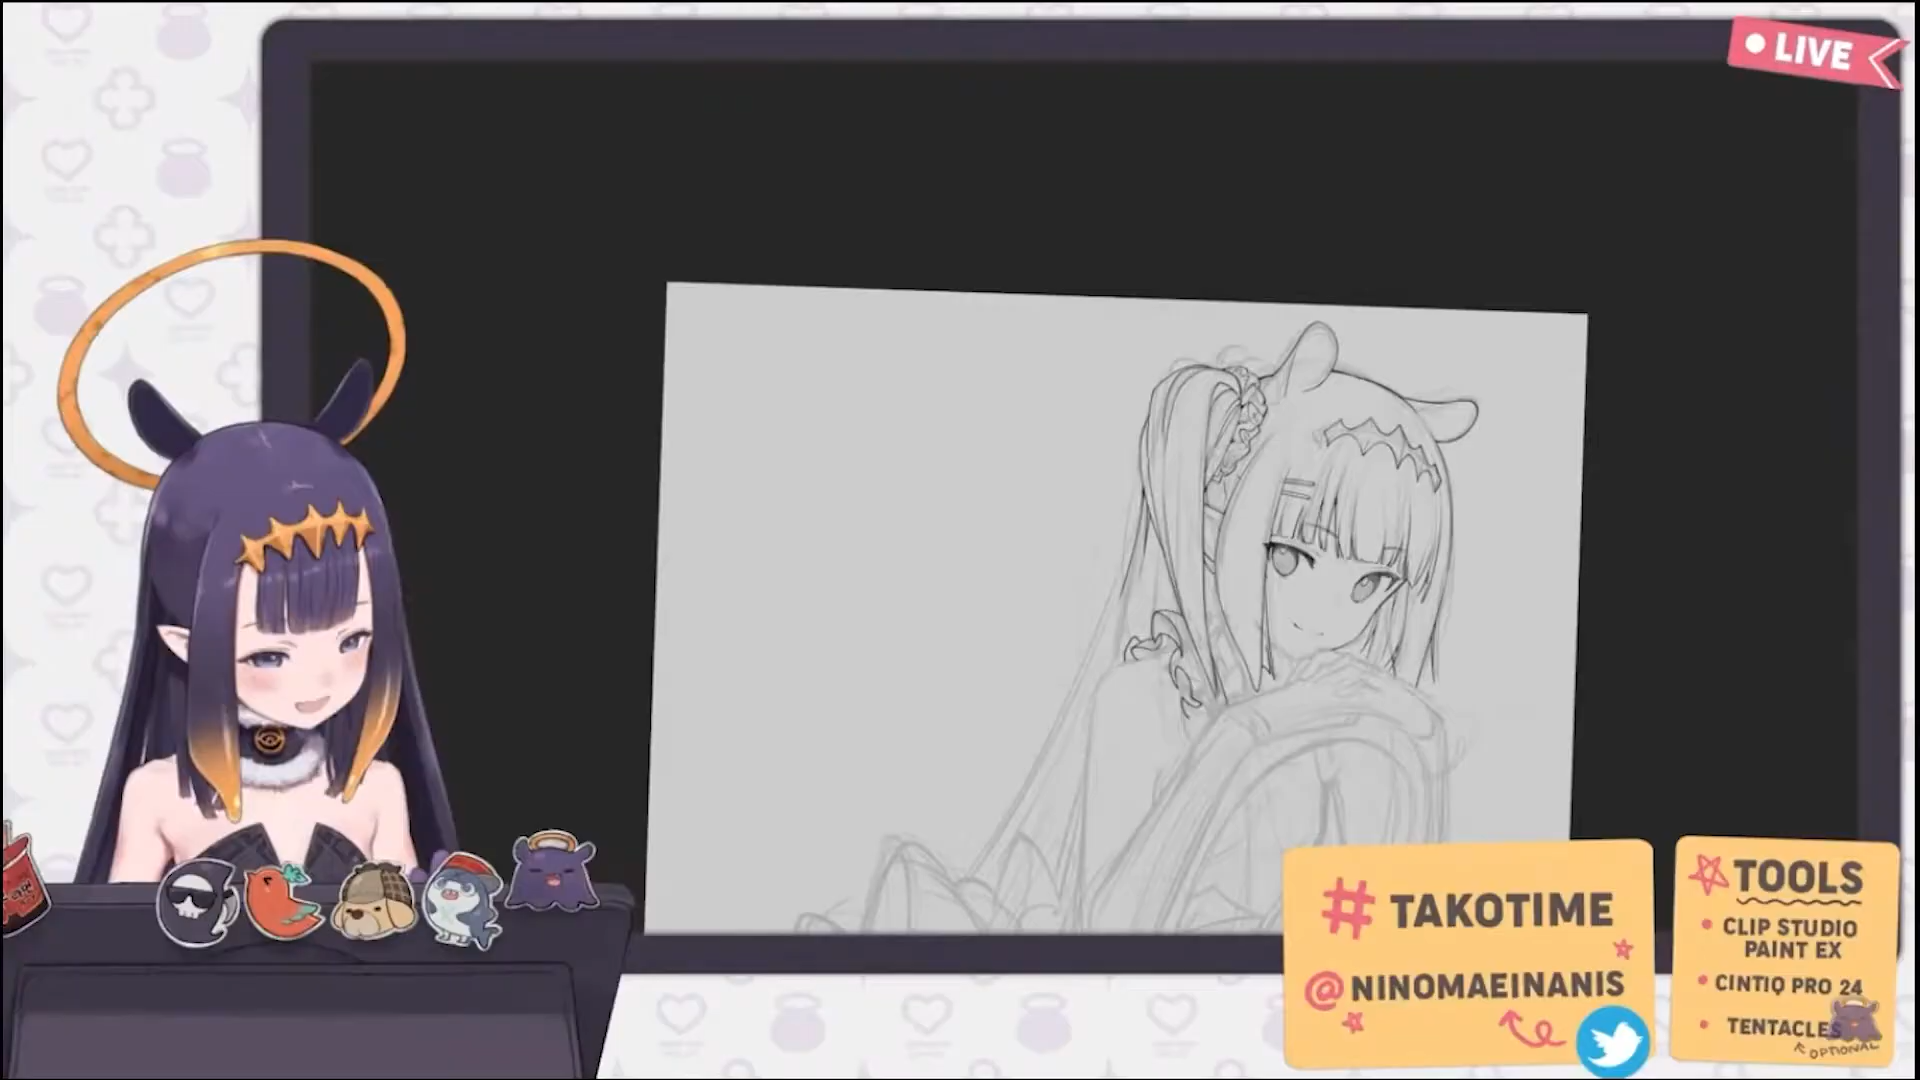 LIVE
# TAKOTIME
@NINOMAEINANIS
TOOLS
• CLIP STUDIO
PAINT EX
• CINTIQ PRO 24
• TENTACLES
OPTIONAL